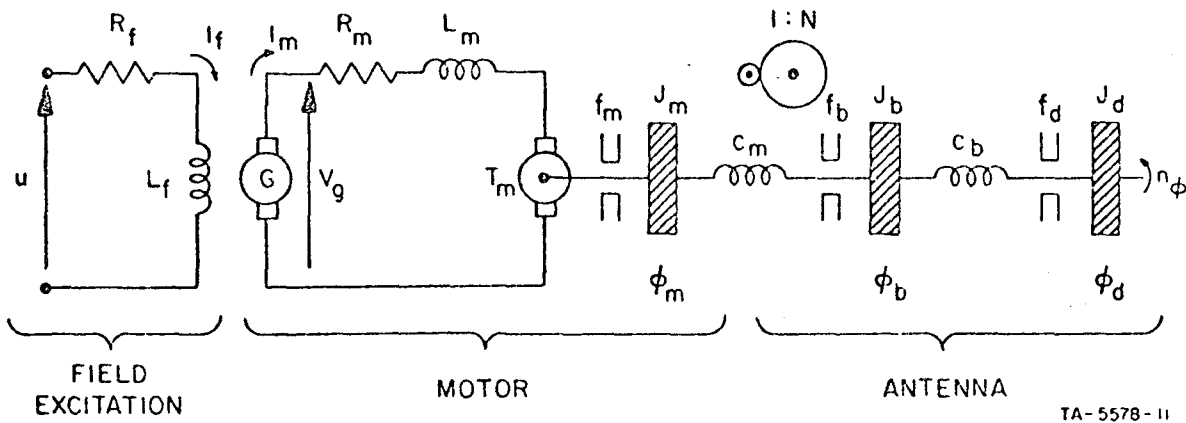 R_f I_f I_m R_m L_m I:N
f_m J_m f_b J_b f_d J_d
c_m c_b
u L_f G V_g T_m n_ϕ
ϕ_m ϕ_b ϕ_d
FIELD EXCITATION
MOTOR
ANTENNA
TA-5578-11